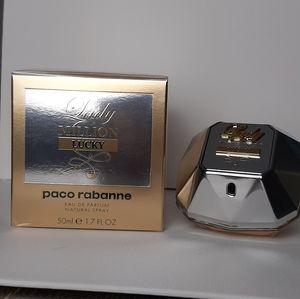 Lady
MILLION
LUCKY
paco rabanne
EAU DE PARFUM
NATURAL SPRAY
50ml e 1.7 FL OZ